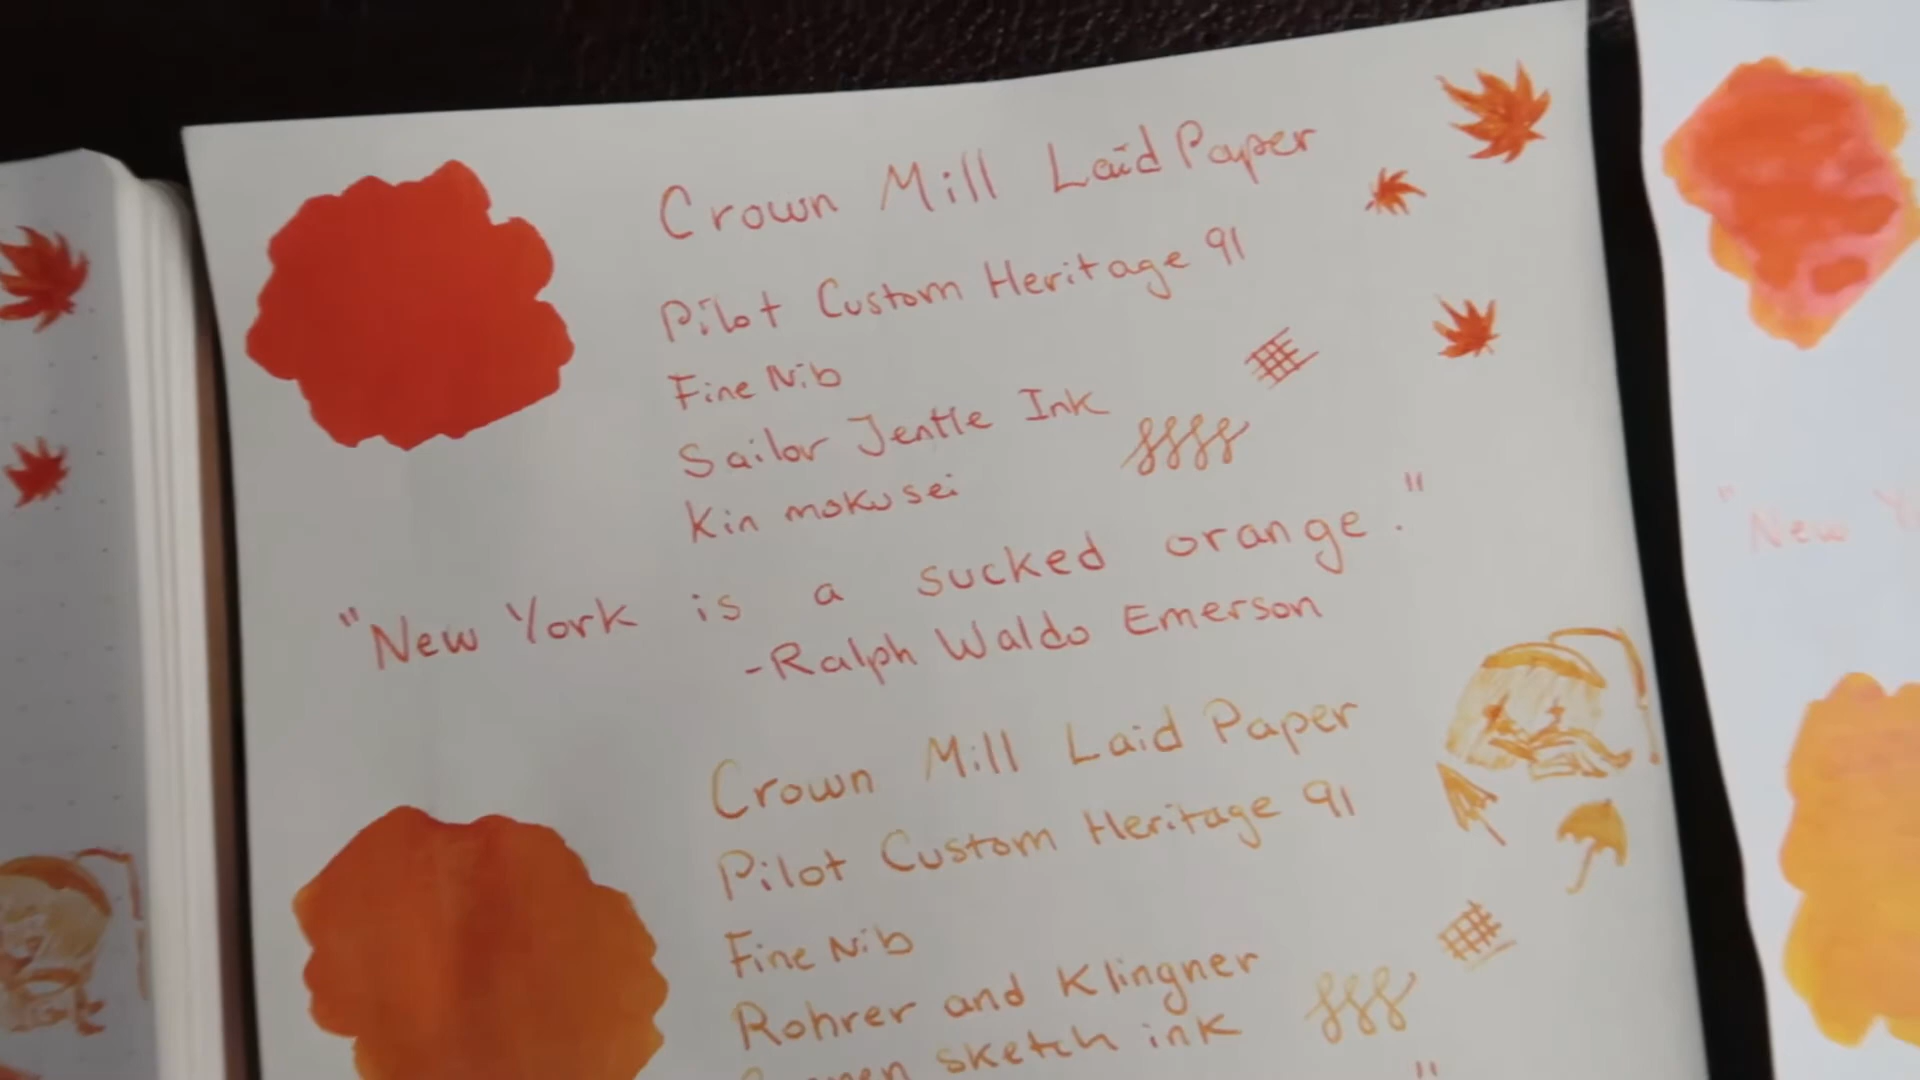 Crown Mill Laid Paper
Pilot Custom Heritage 91
Fine Nib
Sailor Jentle Ink
Kin mokusei
"New York is a sucked orange."
-Ralph Waldo Emerson
Crown Mill Laid Paper
Pilot Custom Heritage 91
Fine Nib
Rohrer and Klingner
sketch ink
"New